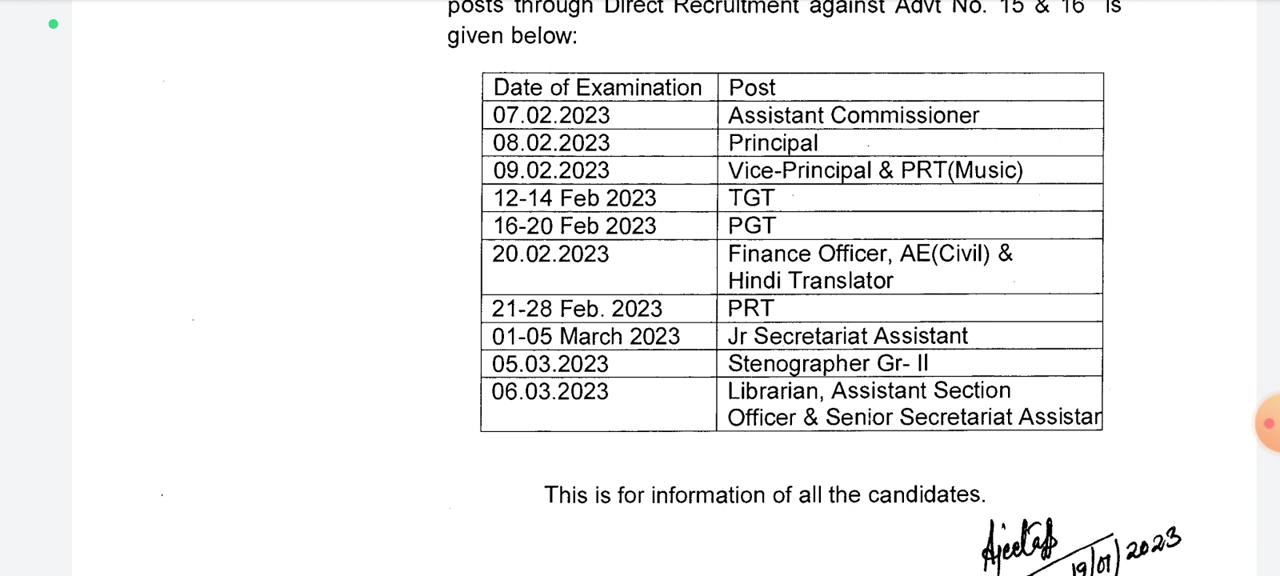 posts through Direct Recruitment against Advt No. 15 & 16 is
given below:
Date of Examination Post
07.02.2023 Assistant Commissioner
08.02.2023 Principal
09.02.2023 Vice-Principal & PRT(Music)
12-14 Feb 2023 TGT
16-20 Feb 2023 PGT
20.02.2023 Finance Officer, AE(Civil) &
Hindi Translator
21-28 Feb. 2023 PRT
01-05 March 2023 Jr Secretariat Assistant
05.03.2023 Stenographer Gr- II
06.03.2023 Librarian, Assistant Section
Officer & Senior Secretariat Assistan
This is for information of all the candidates.
19/01/2023